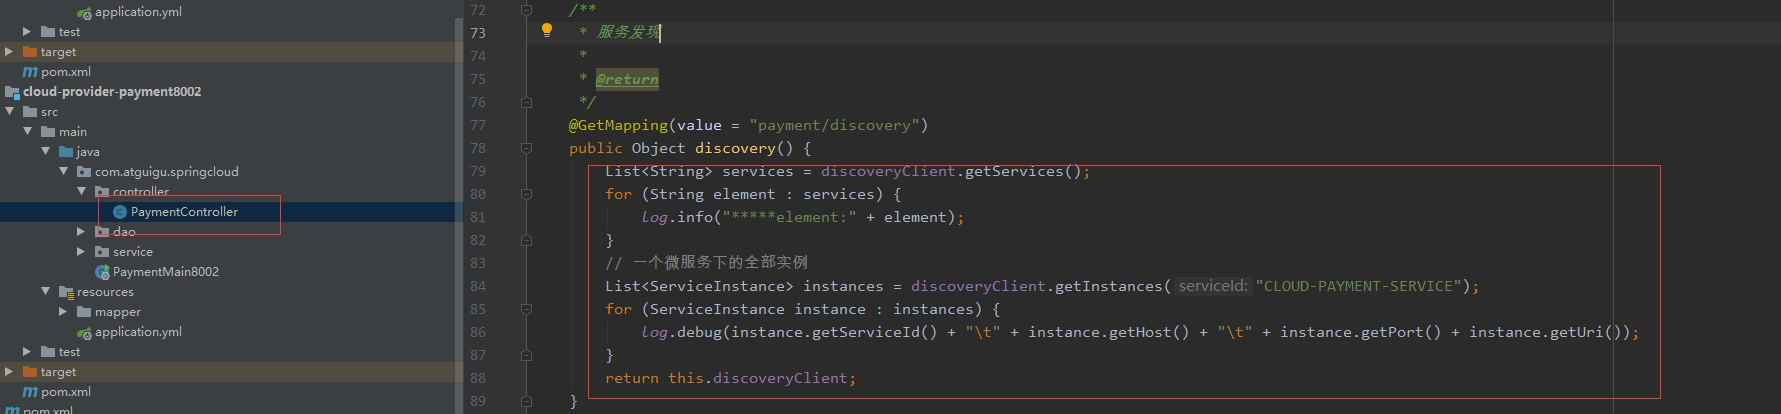 application.yml
test
target
pom.xml
cloud-provider-payment8002
src
main
java
com.atguigu.springcloud
controller
PaymentController
dao
service
PaymentMain8002
resources
mapper
application.yml
test
target
pom.xml
pom.xml
72 /**
73 * 服务发现
74 *
75 * @return
76 */
77 @GetMapping(value = "payment/discovery")
78 public Object discovery() {
79 List<String> services = discoveryClient.getServices();
80 for (String element : services) {
81 log.info("*****element:" + element);
82 }
83 // 一个微服务下的全部实例
84 List<ServiceInstance> instances = discoveryClient.getInstances( serviceId: "CLOUD-PAYMENT-SERVICE");
85 for (ServiceInstance instance : instances) {
86 log.debug(instance.getServiceId() + "\t" + instance.getHost() + "\t" + instance.getPort() + instance.getUri());
87 }
88 return this.discoveryClient;
89 }